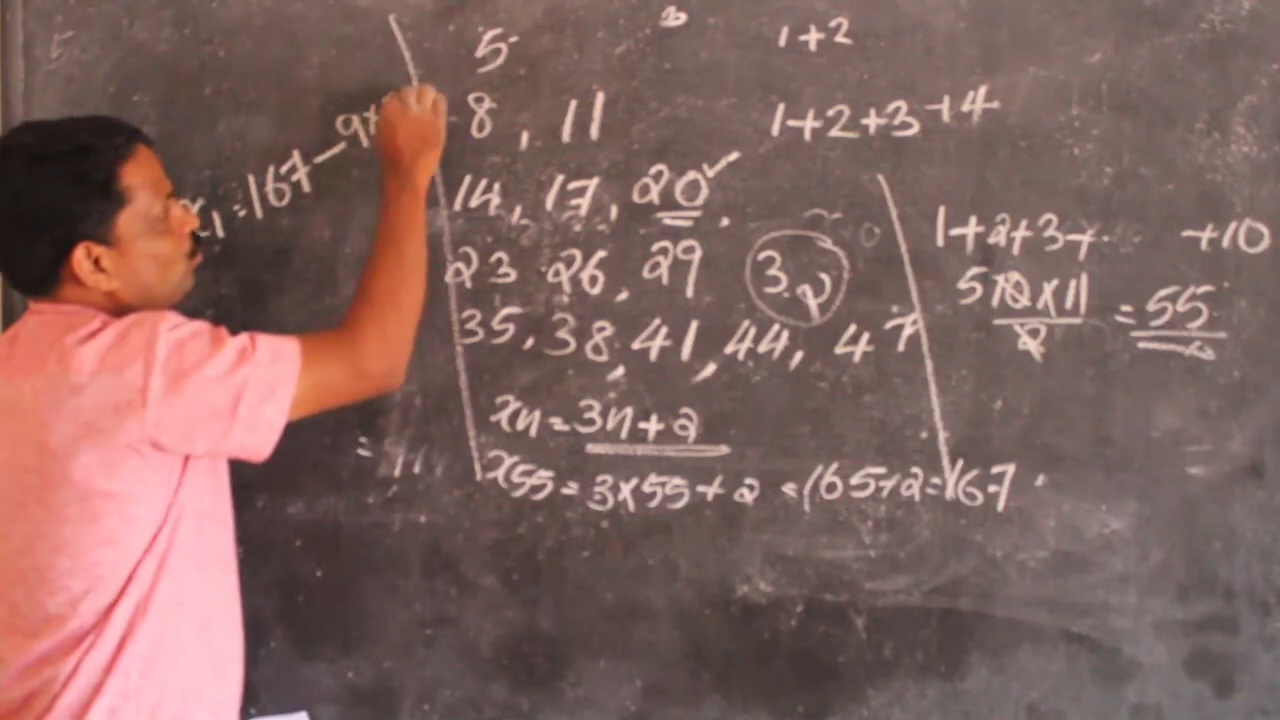 5
3
1+2
8, 11
1+2+3+4
x1=167-9x
14, 17, 20✓.
1+2+3+... +10
23 26, 29
3.2
510x11/2 =55
35,38,41,44, 47
xn=3n+2
x55=3x55+2=165+2=167.